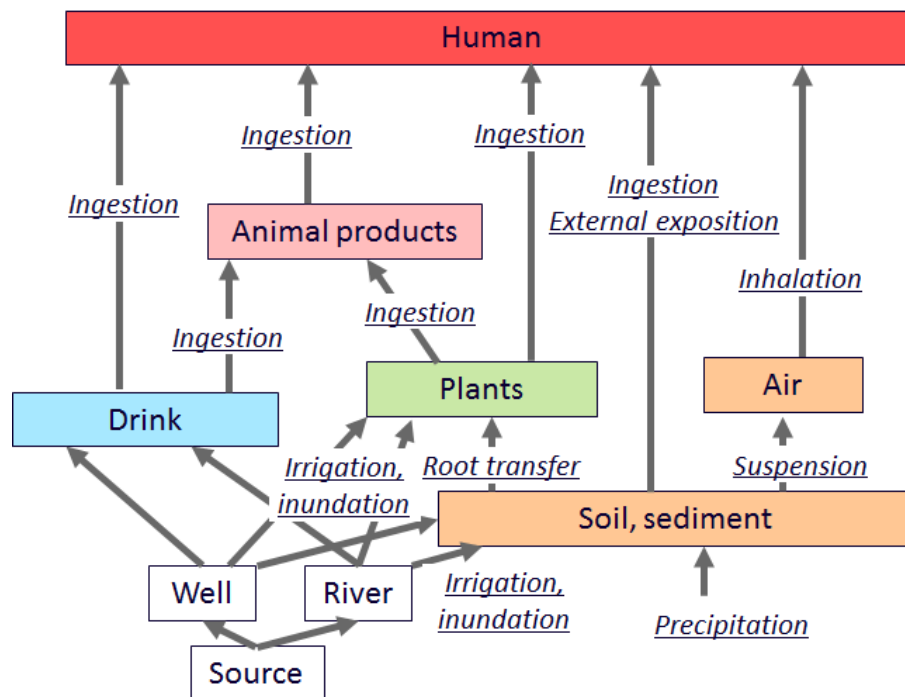 Human
Ingestion
Ingestion
Ingestion
Ingestion
External exposition
Animal products
Inhalation
Ingestion
Ingestion
Plants
Air
Drink
Irrigation,
inundation
Root transfer
Suspension
Soil, sediment
Well
River
Irrigation,
inundation
Precipitation
Source